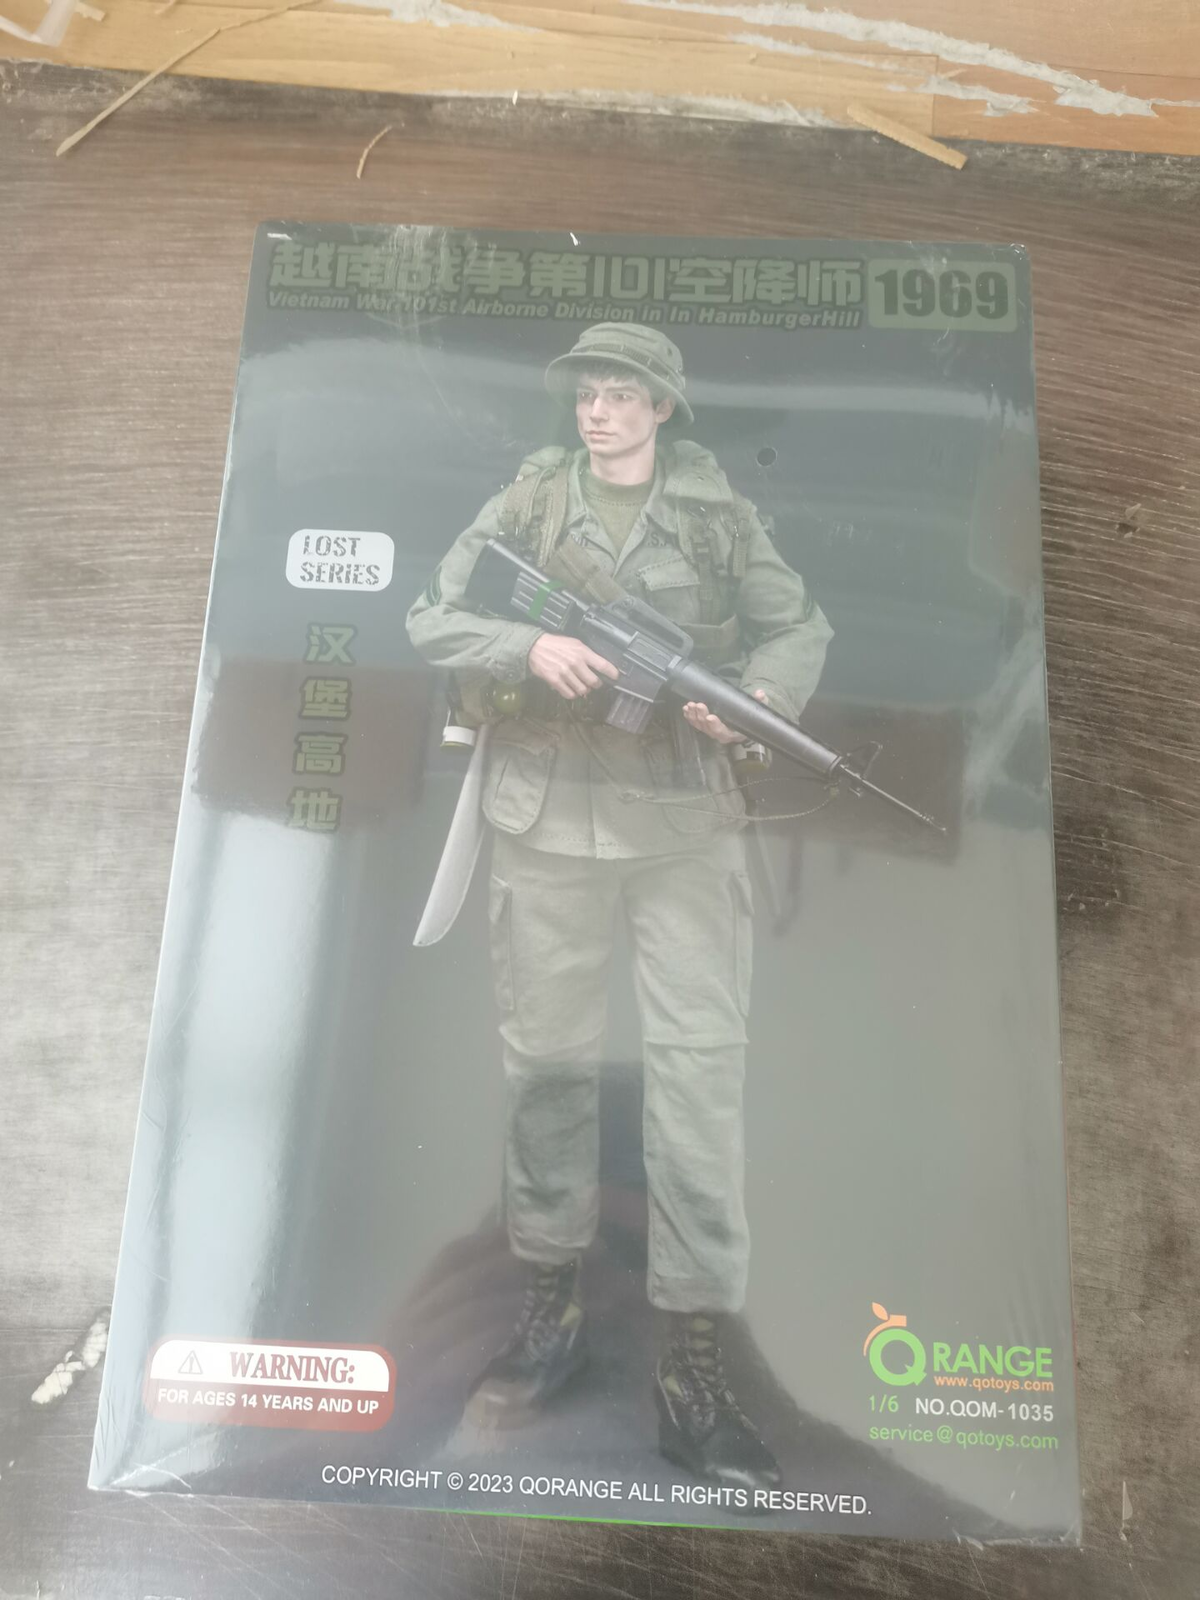 越南战争第101空降师
1969
Vietnam War 101st Airborne Division in In HamburgerHill
LOST
SERIES
汉
堡
高
地
WARNING:
FOR AGES 14 YEARS AND UP
QRANGE
www.qotoys.com
1/6 NO.QOM-1035
service@qotoys.com
COPYRIGHT © 2023 QORANGE ALL RIGHTS RESERVED.